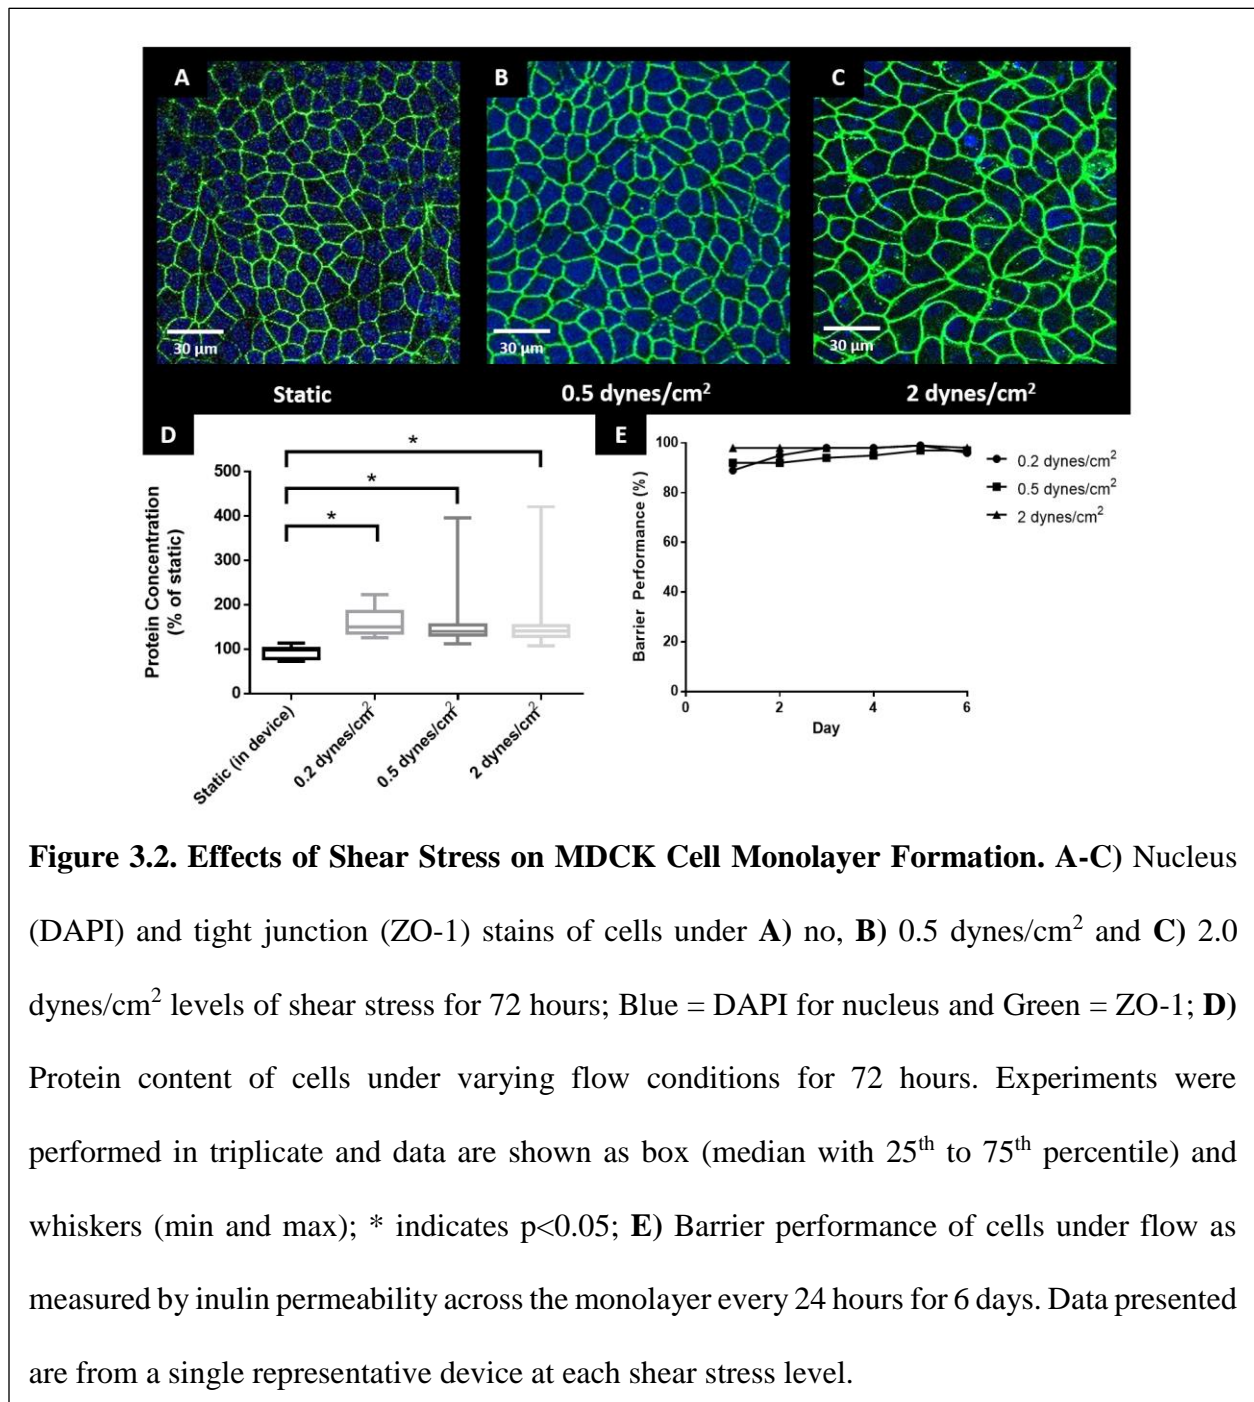 A
B
C
30 μm
30 μm
30 μm
Static
0.5 dynes/cm²
2 dynes/cm²
D
Protein Concentration
(% of static)
500
400
300
200
100
0
*
*
*
Static (in device)
0.2 dynes/cm²
0.5 dynes/cm²
2 dynes/cm²
E
Barrier Performance (%)
100
80
60
40
20
0
0
2
4
6
Day
0.2 dynes/cm²
0.5 dynes/cm²
2 dynes/cm²
Figure 3.2. Effects of Shear Stress on MDCK Cell Monolayer Formation. A-C) Nucleus
(DAPI) and tight junction (ZO-1) stains of cells under A) no, B) 0.5 dynes/cm² and C) 2.0
dynes/cm² levels of shear stress for 72 hours; Blue = DAPI for nucleus and Green = ZO-1; D)
Protein content of cells under varying flow conditions for 72 hours. Experiments were
performed in triplicate and data are shown as box (median with 25th to 75th percentile) and
whiskers (min and max); * indicates p<0.05; E) Barrier performance of cells under flow as
measured by inulin permeability across the monolayer every 24 hours for 6 days. Data presented
are from a single representative device at each shear stress level.